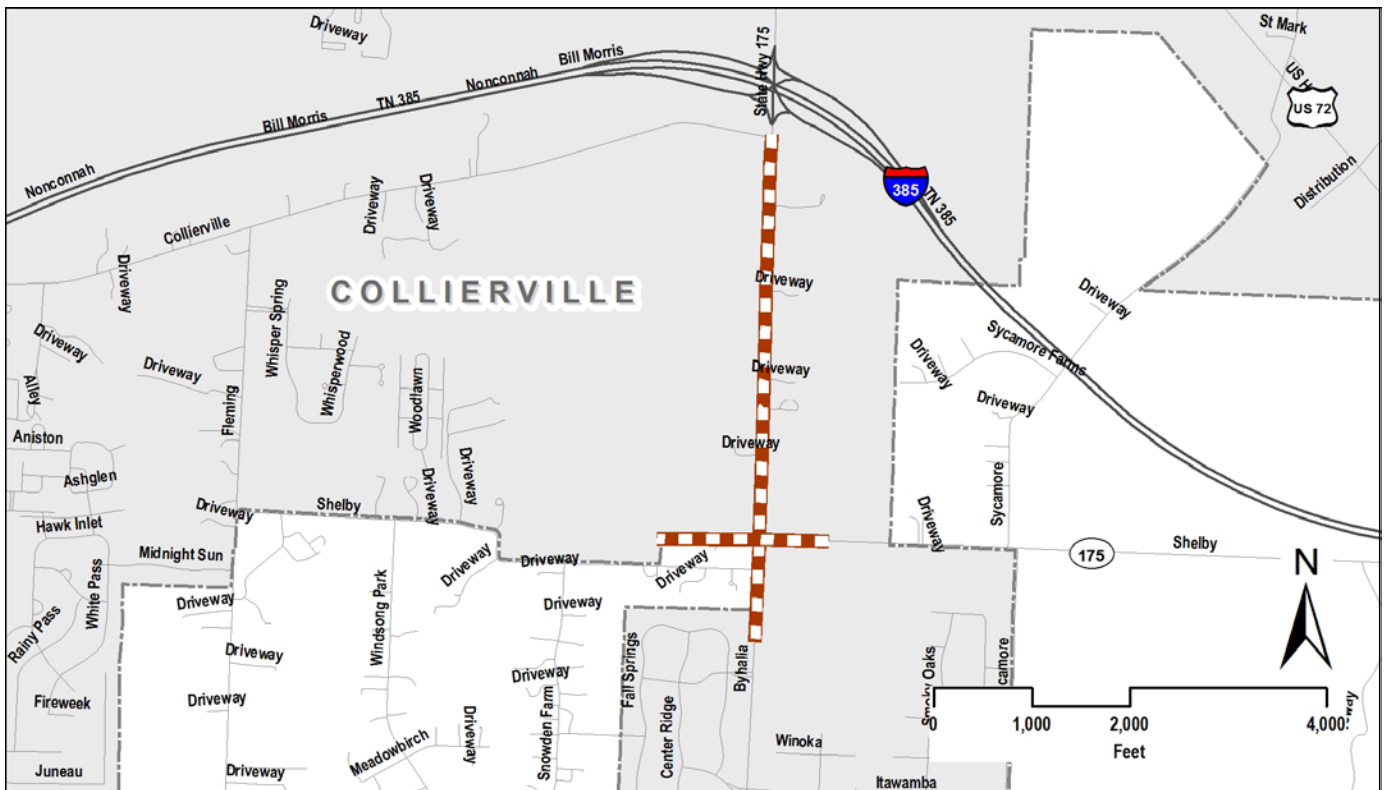 Driveway
St Mark
State Hwy 175
Bill Morris
Nonconnah
TN 385
US H
US 72
Bill Morris
Nonconnah
Distribution
385
TN 385
Driveway
Driveway
Collierville
Driveway
Driveway
Driveway
COLLIERVILLE
Whisper Spring
Driveway
Sycamore Farms
Driveway
Driveway
Whisperwood
Driveway
Driveway
Alley
Woodlawn
Driveway
Fleming
Aniston
Driveway
Ashglen
Driveway
Driveway
Sycamore
Hawk Inlet
Driveway
Shelby
Driveway
Midnight Sun
Driveway
Driveway
Driveway
175
Shelby
N
White Pass
Driveway
Windsong Park
Driveway
Rainy Pass
Driveway
Fall Springs
Byhalia
Oaks
camore
Driveway
Fireweek
Driveway
Driveway
Snowden Farm
Center Ridge
0
1,000
2,000
4,000
Feet
Meadowbirch
Winoka
Juneau
Driveway
Itawamba